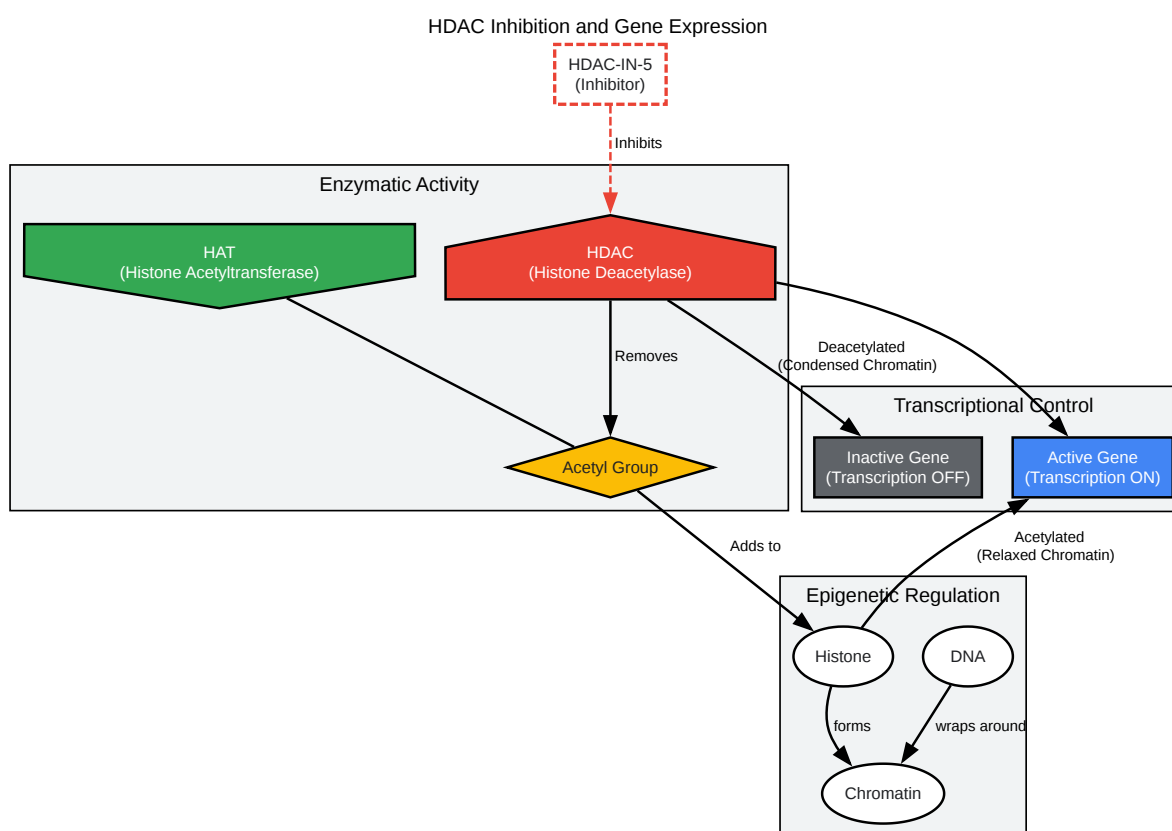 HDAC Inhibition and Gene Expression
HDAC-IN-5
(Inhibitor)
Inhibits
Enzymatic Activity
HAT
(Histone Acetyltransferase)
HDAC
(Histone Deacetylase)
Removes
Deacetylated
(Condensed Chromatin)
Transcriptional Control
Acetyl Group
Inactive Gene
(Transcription OFF)
Active Gene
(Transcription ON)
Adds to
Acetylated
(Relaxed Chromatin)
Epigenetic Regulation
Histone
DNA
forms
wraps around
Chromatin